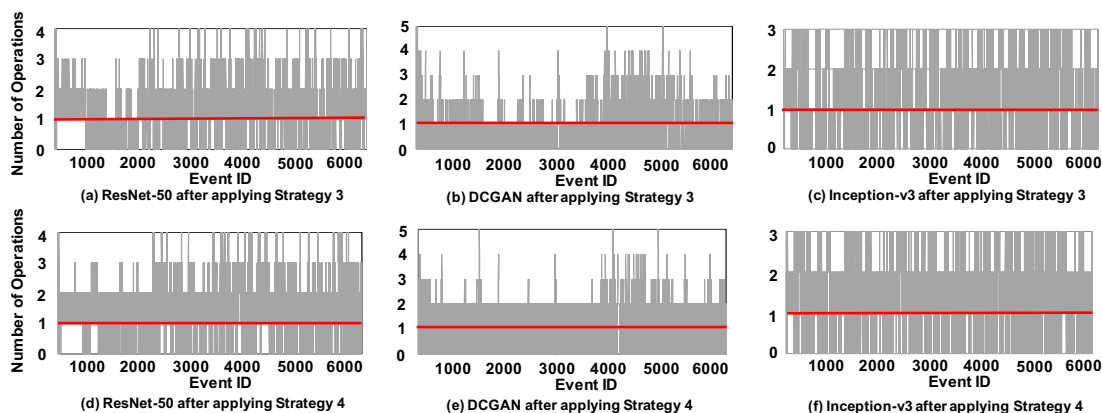 Number of Operations
4
3
2
1
0
1000 2000 3000 4000 5000 6000
Event ID
(a) ResNet-50 after applying Strategy 3
5
4
3
2
1
0
1000 2000 3000 4000 5000 6000
Event ID
(b) DCGAN after applying Strategy 3
3
2
1
0
1000 2000 3000 4000 5000 6000
Event ID
(c) Inception-v3 after applying Strategy 3
Number of Operations
4
3
2
1
0
1000 2000 3000 4000 5000 6000
Event ID
(d) ResNet-50 after applying Strategy 4
5
4
3
2
1
0
1000 2000 3000 4000 5000 6000
Event ID
(e) DCGAN after applying Strategy 4
3
2
1
0
1000 2000 3000 4000 5000 6000
Event ID
(f) Inception-v3 after applying Strategy 4